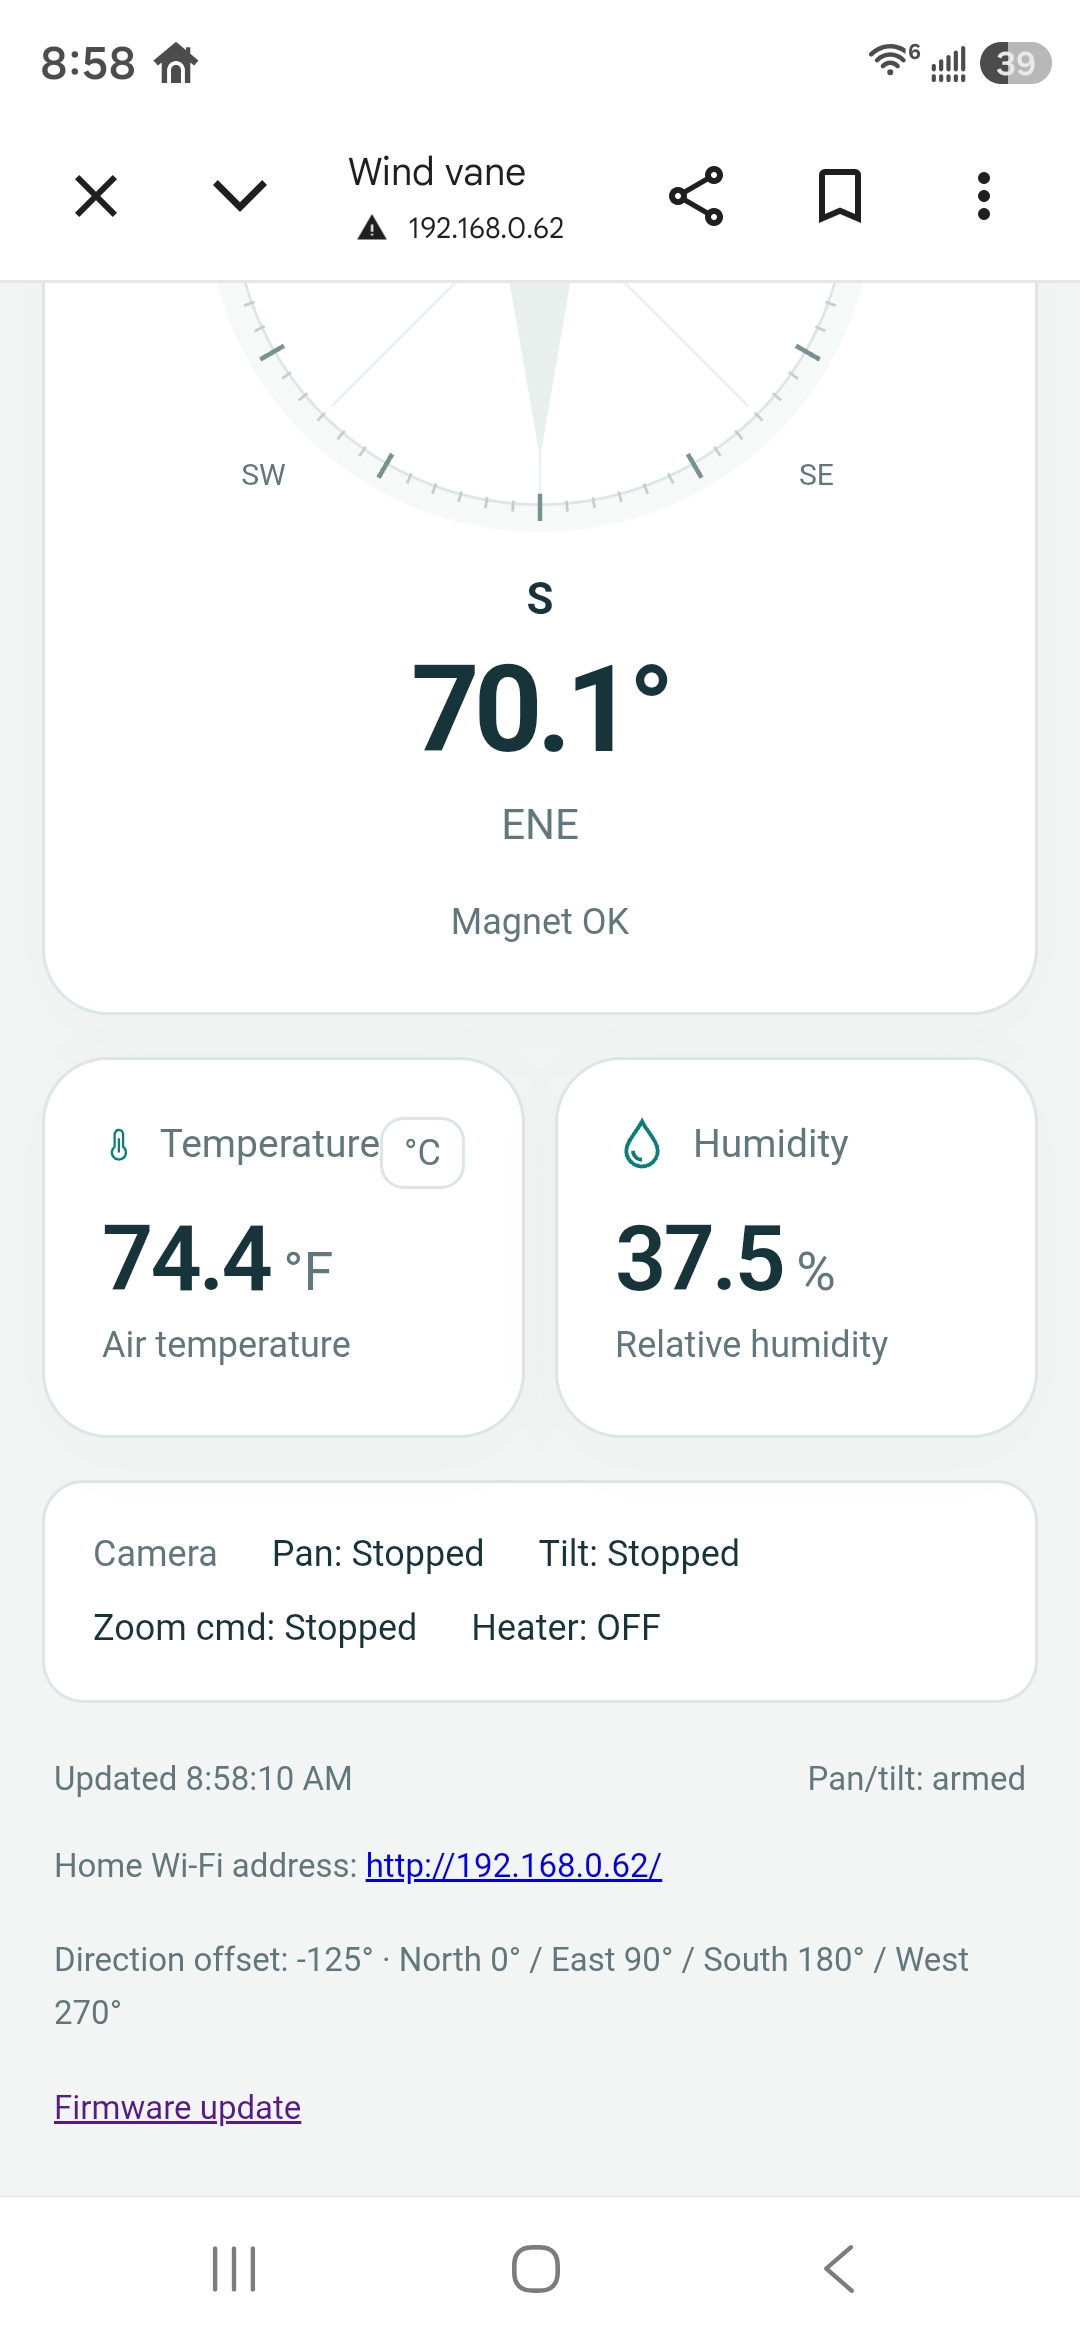 8:58
6
39
Wind vane
192.168.0.62
SW
SE
S
70.1°
ENE
Magnet OK
Temperature °C
74.4 °F
Air temperature
Humidity
37.5 %
Relative humidity
Camera Pan: Stopped Tilt: Stopped
Zoom cmd: Stopped Heater: OFF
Updated 8:58:10 AM Pan/tilt: armed
Home Wi-Fi address: http://192.168.0.62/
Direction offset: -125° · North 0° / East 90° / South 180° / West
270°
Firmware update